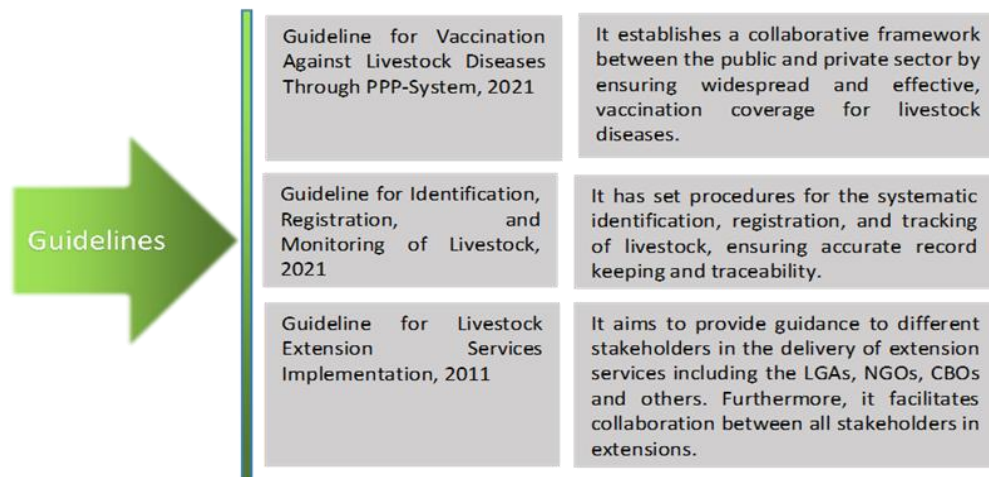 Guidelines
Guideline for Vaccination
Against Livestock Diseases
Through PPP-System, 2021
It establishes a collaborative framework
between the public and private sector by
ensuring widespread and effective,
vaccination coverage for livestock
diseases.
Guideline for Identification,
Registration, and
Monitoring of Livestock,
2021
It has set procedures for the systematic
identification, registration, and tracking
of livestock, ensuring accurate record
keeping and traceability.
Guideline for Livestock
Extension Services
Implementation, 2011
It aims to provide guidance to different
stakeholders in the delivery of extension
services including the LGAs, NGOs, CBOs
and others. Furthermore, it facilitates
collaboration between all stakeholders in
extensions.